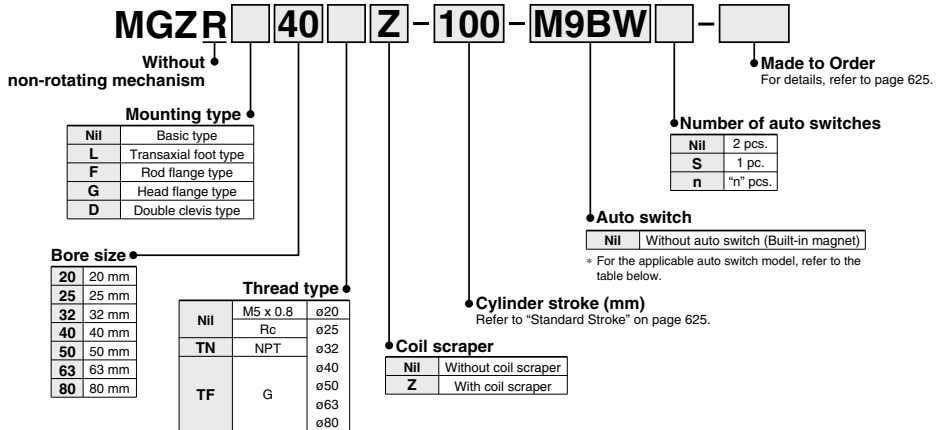 MGZ R 40 Z – 100 – M9BW –
Without
non-rotating mechanism
Mounting type
Nil Basic type
L Transaxial foot type
F Rod flange type
G Head flange type
D Double clevis type
Bore size
20 20 mm
25 25 mm
32 32 mm
40 40 mm
50 50 mm
63 63 mm
80 80 mm
Thread type
Nil M5 x 0.8 ø20
Rc ø25
TN NPT ø32
TF G ø40
ø50
ø63
ø80
Coil scraper
Nil Without coil scraper
Z With coil scraper
Cylinder stroke (mm)
Refer to “Standard Stroke” on page 625.
Auto switch
Nil Without auto switch (Built-in magnet)
∗ For the applicable auto switch model, refer to the
table below.
Number of auto switches
Nil 2 pcs.
S 1 pc.
n “n” pcs.
Made to Order
For details, refer to page 625.